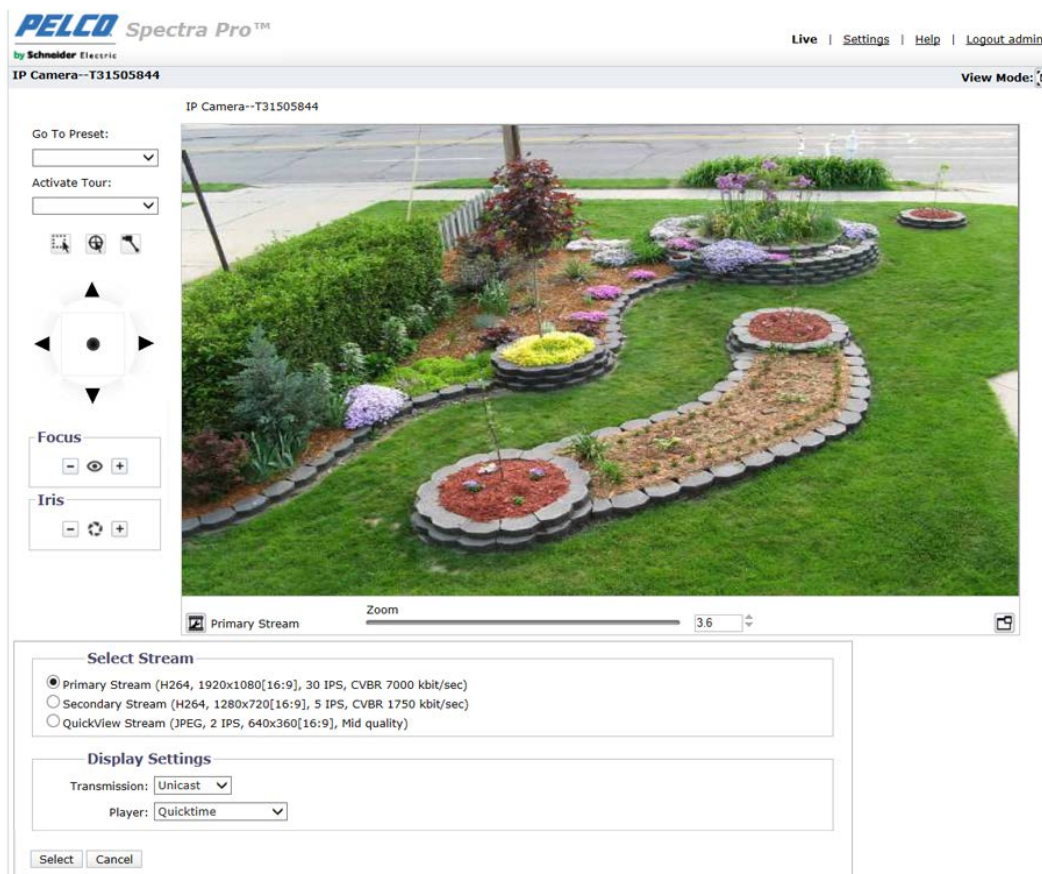 PELCO Spectra Pro™
by Schneider Electric
Live | Settings | Help | Logout admin
IP Camera--T31505844
View Mode:
IP Camera--T31505844
Go To Preset:
Activate Tour:
Focus
- +
Iris
- +
Primary Stream
Zoom
3.6
Select Stream
Primary Stream (H264, 1920x1080[16:9], 30 IPS, CVBR 7000 kbit/sec)
Secondary Stream (H264, 1280x720[16:9], 5 IPS, CVBR 1750 kbit/sec)
QuickView Stream (JPEG, 2 IPS, 640x360[16:9], Mid quality)
Display Settings
Transmission: Unicast
Player: Quicktime
Select Cancel